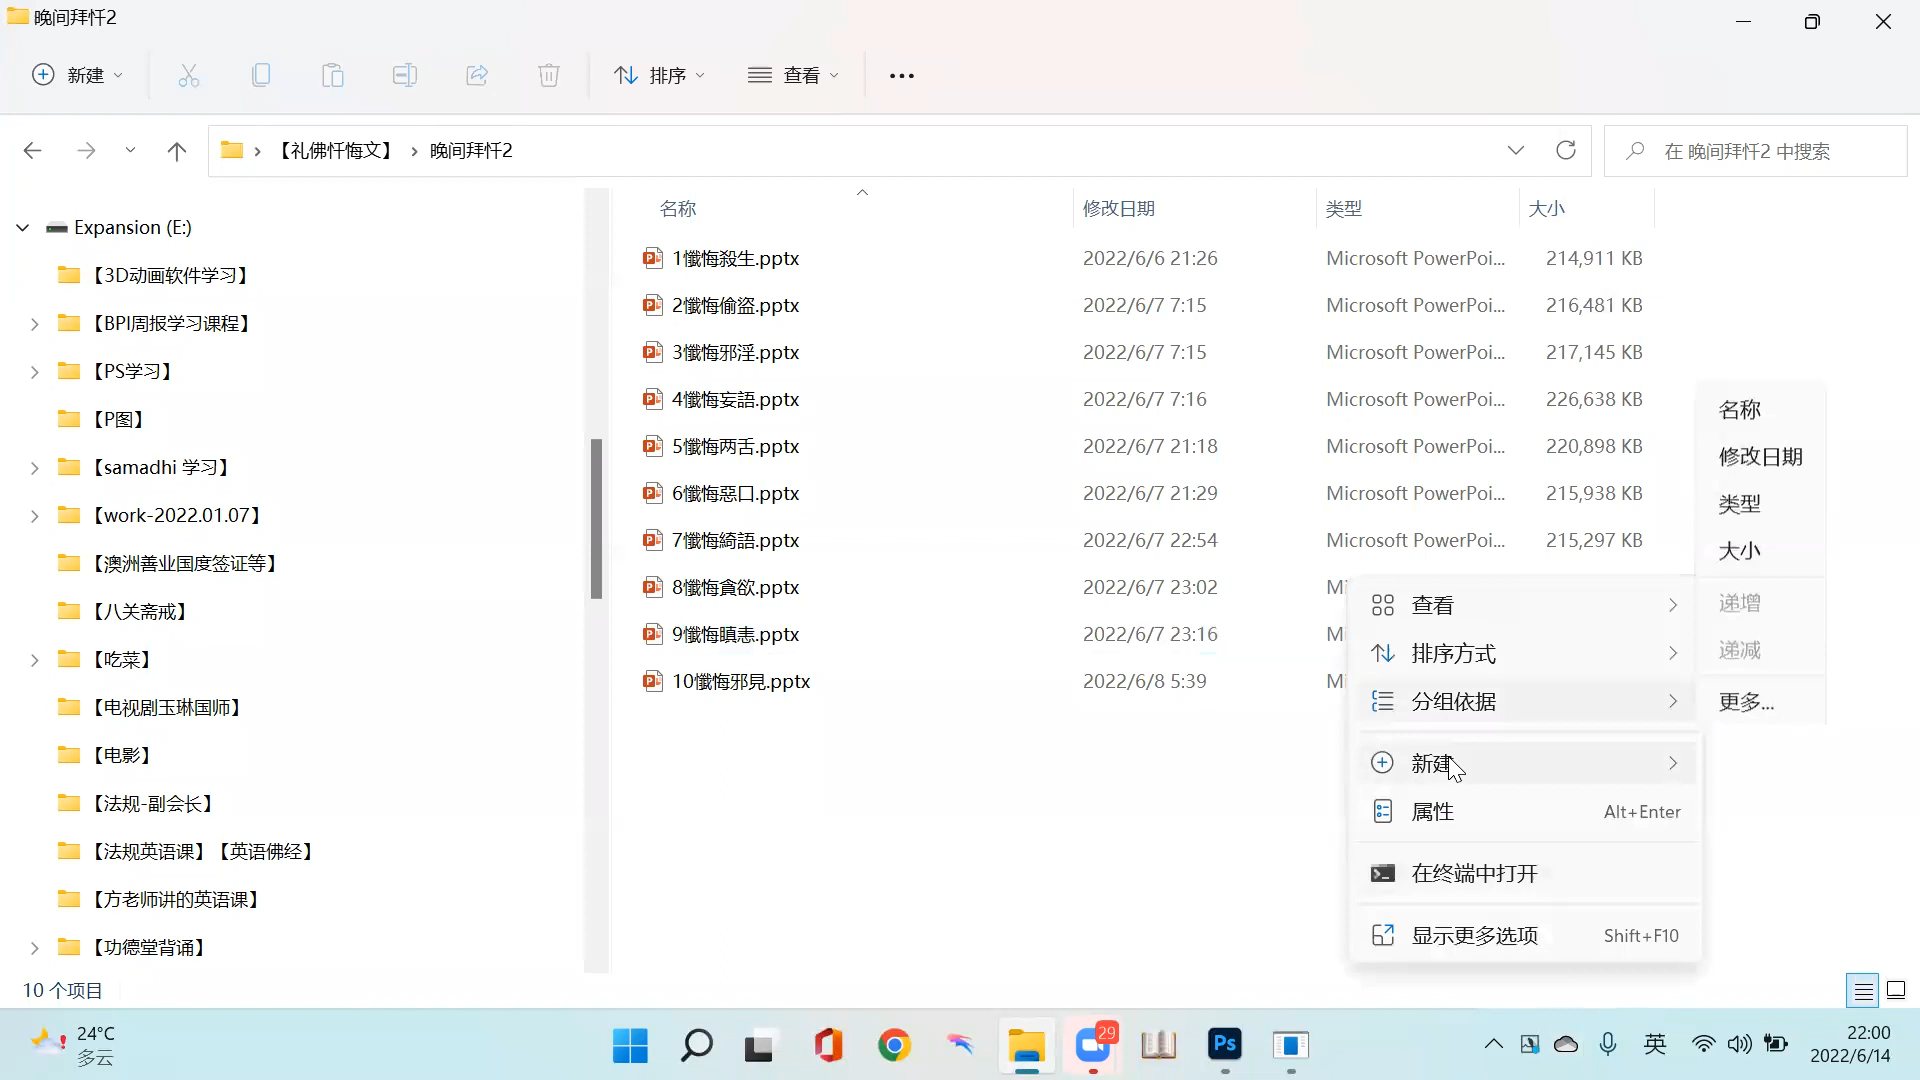 晚间拜忏2
新建
排序
查看
【礼佛忏悔文】 晚间拜忏2
在 晚间拜忏2 中搜索
Expansion (E:)
【3D动画软件学习】
【BPI周报学习课程】
【PS学习】
【P图】
【samadhi 学习】
【work-2022.01.07】
【澳洲善业国度签证等】
【八关斋戒】
【吃菜】
【电视剧玉琳国师】
【电影】
【法规-副会长】
【法规英语课】【英语佛经】
【方老师讲的英语课】
【功德堂背诵】
名称 修改日期 类型 大小
1懺悔殺生.pptx 2022/6/6 21:26 Microsoft PowerPoi... 214,911 KB
2懺悔偷盜.pptx 2022/6/7 7:15 Microsoft PowerPoi... 216,481 KB
3懺悔邪淫.pptx 2022/6/7 7:15 Microsoft PowerPoi... 217,145 KB
4懺悔妄語.pptx 2022/6/7 7:16 Microsoft PowerPoi... 226,638 KB
5懺悔两舌.pptx 2022/6/7 21:18 Microsoft PowerPoi... 220,898 KB
6懺悔惡口.pptx 2022/6/7 21:29 Microsoft PowerPoi... 215,938 KB
7懺悔綺語.pptx 2022/6/7 22:54 Microsoft PowerPoi... 215,297 KB
8懺悔貪欲.pptx 2022/6/7 23:02 Mi
9懺悔瞋恚.pptx 2022/6/7 23:16 Mi
10懺悔邪見.pptx 2022/6/8 5:39 Mi
名称
修改日期
类型
大小
递增
递减
更多...
查看
排序方式
分组依据
新建
属性 Alt+Enter
在终端中打开
显示更多选项 Shift+F10
10 个项目
24°C
多云
29
Ps
英
22:00
2022/6/14